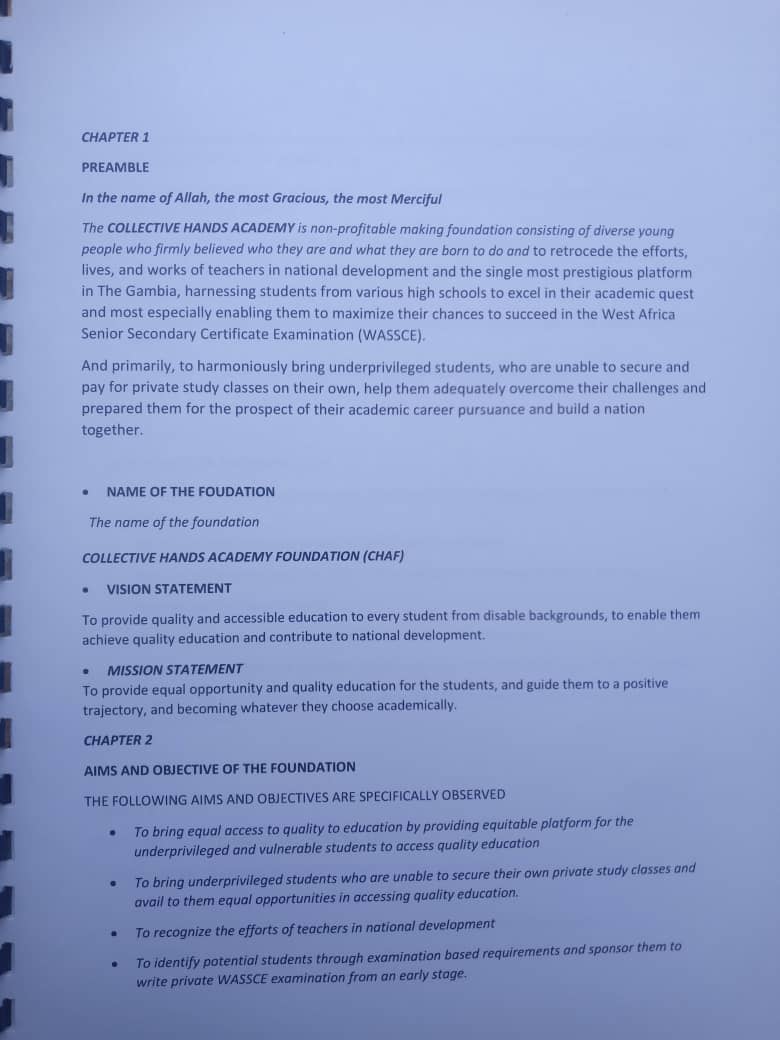 CHAPTER 1
PREAMBLE
In the name of Allah, the most Gracious, the most Merciful
The COLLECTIVE HANDS ACADEMY is non-profitable making foundation consisting of diverse young
people who firmly believed who they are and what they are born to do and to retrocede the efforts,
lives, and works of teachers in national development and the single most prestigious platform
in The Gambia, harnessing students from various high schools to excel in their academic quest
and most especially enabling them to maximize their chances to succeed in the West Africa
Senior Secondary Certificate Examination (WASSCE).
And primarily, to harmoniously bring underprivileged students, who are unable to secure and
pay for private study classes on their own, help them adequately overcome their challenges and
prepared them for the prospect of their academic career pursuance and build a nation
together.
• NAME OF THE FOUDATION
The name of the foundation
COLLECTIVE HANDS ACADEMY FOUNDATION (CHAF)
• VISION STATEMENT
To provide quality and accessible education to every student from disable backgrounds, to enable them
achieve quality education and contribute to national development.
• MISSION STATEMENT
To provide equal opportunity and quality education for the students, and guide them to a positive
trajectory, and becoming whatever they choose academically.
CHAPTER 2
AIMS AND OBJECTIVE OF THE FOUNDATION
THE FOLLOWING AIMS AND OBJECTIVES ARE SPECIFICALLY OBSERVED
• To bring equal access to quality to education by providing equitable platform for the
underprivileged and vulnerable students to access quality education
• To bring underprivileged students who are unable to secure their own private study classes and
avail to them equal opportunities in accessing quality education.
• To recognize the efforts of teachers in national development
• To identify potential students through examination based requirements and sponsor them to
write private WASSCE examination from an early stage.